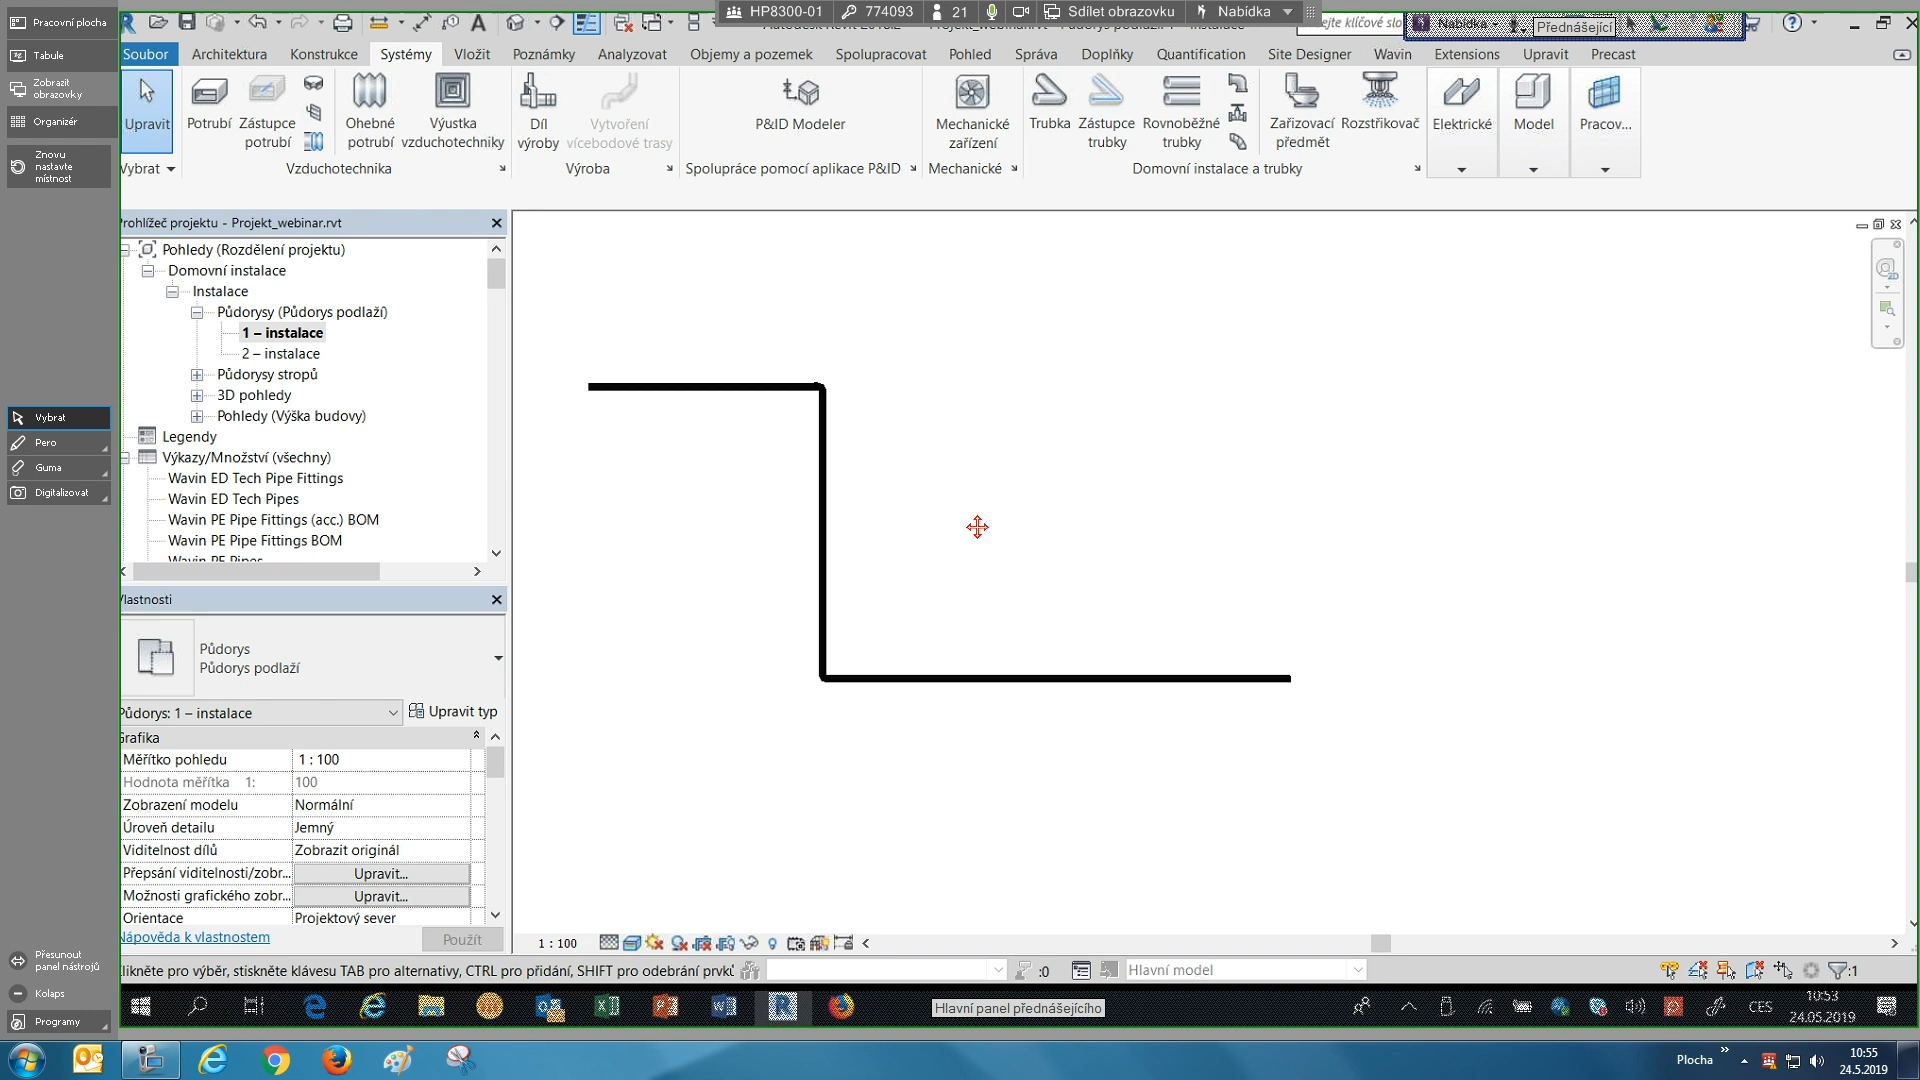 Pracovní plocha
Tabule
Zobrazit
obrazovky
Organizér
Znovu
nastavte
místnost
Vybrat
Pero
Guma
Digitalizovat
Přesunout
panel nástrojů
Kolaps
Programy
HP8300-01
774093
21
Sdílet obrazovku
Nabídka
ejte klíčové slo
Nabídka
Přednášející
Soubor
Architektura
Konstrukce
Systémy
Vložit
Poznámky
Analyzovat
Objemy a pozemek
Spolupracovat
Pohled
Správa
Doplňky
Quantification
Site Designer
Wavin
Extensions
Upravit
Precast
Upravit
Potrubí
Zástupce
potrubí
Ohebné
potrubí
Výustka
vzduchotechniky
Díl
výroby
Vytvoření
vícebodové trasy
P&ID Modeler
Mechanické
zařízení
Trubka
Zástupce
trubky
Rovnoběžné
trubky
Zařizovací
předmět
Rozstřikovač
Elektrické
Model
Pracov...
Vybrat
Vzduchotechnika
Výroba
Spolupráce pomocí aplikace P&ID
Mechanické
Domovní instalace a trubky
Prohlížeč projektu - Projekt_webinar.rvt
Pohledy (Rozdělení projektu)
Domovní instalace
Instalace
Půdorysy (Půdorys podlaží)
1 – instalace
2 – instalace
Půdorysy stropů
3D pohledy
Pohledy (Výška budovy)
Legendy
Výkazy/Množství (všechny)
Wavin ED Tech Pipe Fittings
Wavin ED Tech Pipes
Wavin PE Pipe Fittings (acc.) BOM
Wavin PE Pipe Fittings BOM
Wavin PE Pipes
Vlastnosti
Půdorys
Půdorys podlaží
Půdorys: 1 – instalace
Upravit typ
Grafika
Měřítko pohledu 1 : 100
Hodnota měřítka 1: 100
Zobrazení modelu Normální
Úroveň detailu Jemný
Viditelnost dílů Zobrazit originál
Přepsání viditelnosti/zobr... Upravit...
Možnosti grafického zobr... Upravit...
Orientace Projektový sever
Nápověda k vlastnostem
Použít
1 : 100
Klikněte pro výběr, stiskněte klávesu TAB pro alternativy, CTRL pro přidání, SHIFT pro odebrání prvků
:0
Hlavní model
:1
Hlavní panel přednášejícího
CES
10:53
24.05.2019
Plocha
10:55
24.5.2019